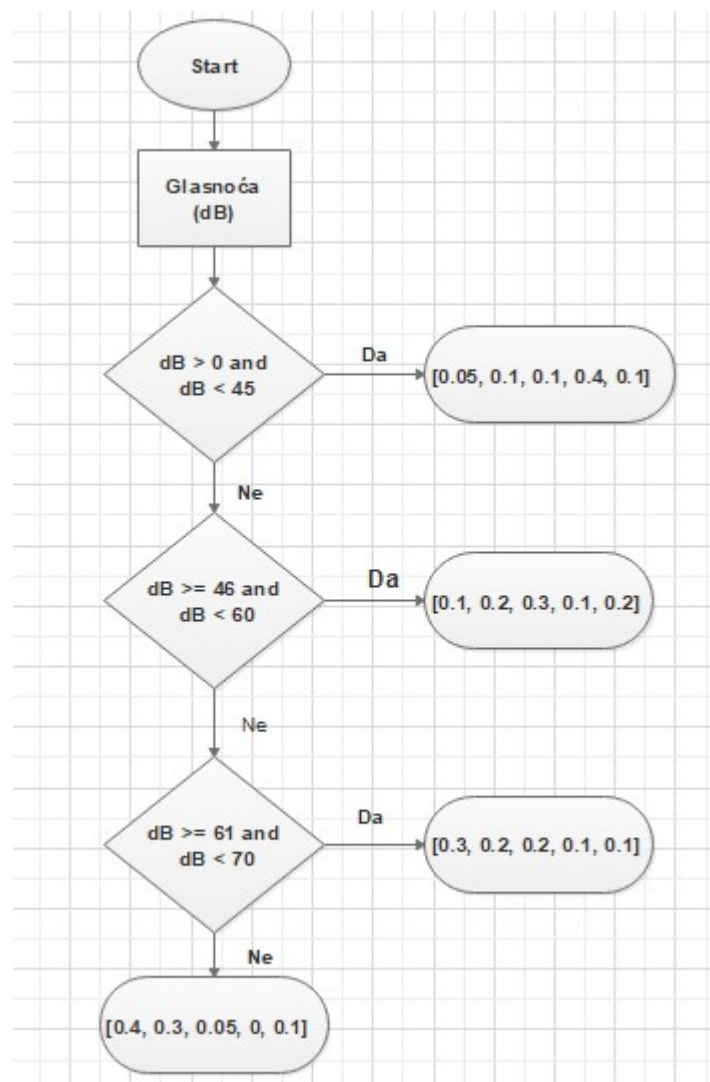 Start
Glasnoća
(dB)
dB > 0 and
dB < 45
Da
[0.05, 0.1, 0.1, 0.4, 0.1]
Ne
dB >= 46 and
dB < 60
Da
[0.1, 0.2, 0.3, 0.1, 0.2]
Ne
dB >= 61 and
dB < 70
Da
[0.3, 0.2, 0.2, 0.1, 0.1]
Ne
[0.4, 0.3, 0.05, 0, 0.1]